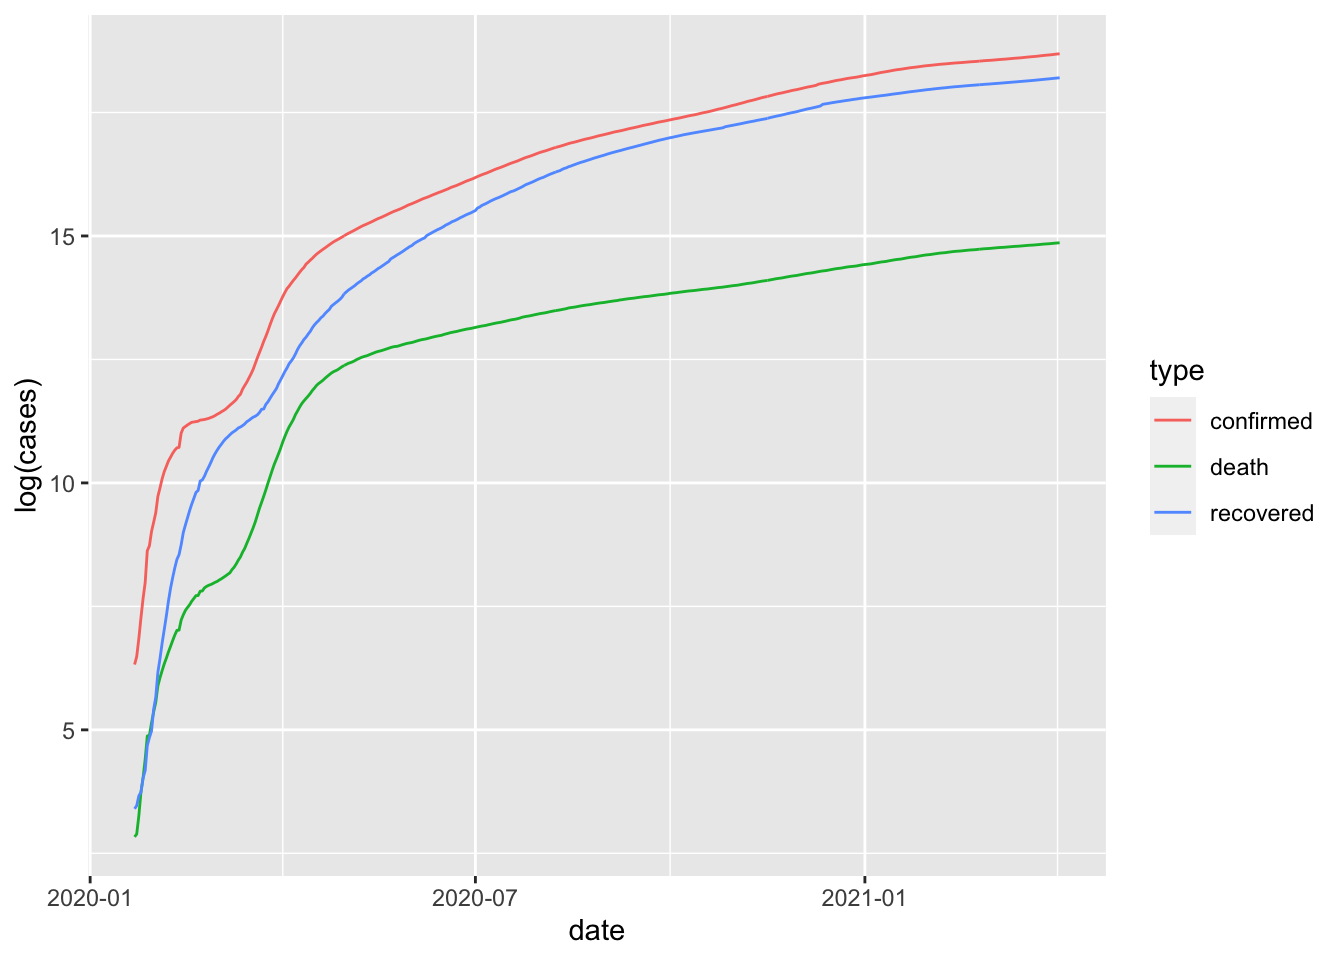 log(cases)
15
10
5
2020-01
2020-07
2021-01
date
type
confirmed
death
recovered